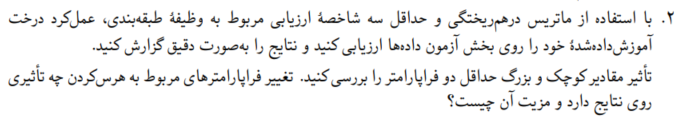 ۲. با استفاده از ماتریس درهم‌ریختگی و حداقل سه شاخصهٔ ارزیابی مربوط به وظیفهٔ طبقه‌بندی، عمل‌کرد درخت
آموزش‌داده‌شدهٔ خود را روی بخش آزمون داده‌ها ارزیابی کنید و نتایج را به‌صورت دقیق گزارش کنید.
تأثیر مقادیر کوچک و بزرگ حداقل دو فراپارامتر را بررسی کنید. تغییر فراپارامترهای مربوط به هرس‌کردن چه تأثیری
روی نتایج دارد و مزیت آن چیست؟